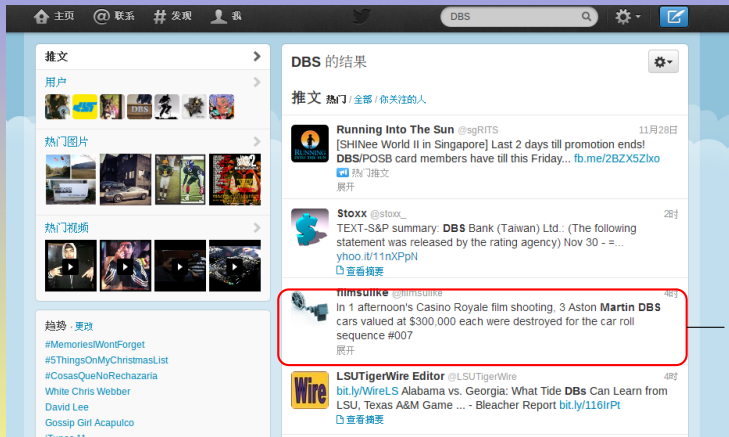 主页 联系 发现 我
DBS
推文
用户
DBS
热门图片
热门视频
趋势 · 更改
#MemoriesIWontForget
#5ThingsOnMyChristmasList
#CosasQueNoRechazaria
White Chris Webber
David Lee
Gossip Girl Acapulco
DBS 的结果
推文 热门 / 全部 / 你关注的人
Running Into The Sun @sgRITS 11月28日
[SHINee World II in Singapore] Last 2 days till promotion ends!
DBS/POSB card members have till this Friday... fb.me/2BZX5Zlxo
热门推文
展开
Stoxx @stoxx_ 2时
TEXT-S&P summary: DBS Bank (Taiwan) Ltd.: (The following
statement was released by the rating agency) Nov 30 - =...
yhoo.it/11nXPpN
查看摘要
filmsulike @filmsulike 4时
In 1 afternoon's Casino Royale film shooting, 3 Aston Martin DBS
cars valued at $300,000 each were destroyed for the car roll
sequence #007
展开
LSUTigerWire Editor @LSUTigerWire 4时
Wire
bit.ly/WireLS Alabama vs. Georgia: What Tide DBs Can Learn from
LSU, Texas A&M Game ... - Bleacher Report bit.ly/116IrPt
查看摘要